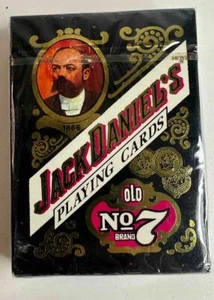 1866
JACK DANIEL'S
PLAYING CARDS
OLD
No 7
BRAND